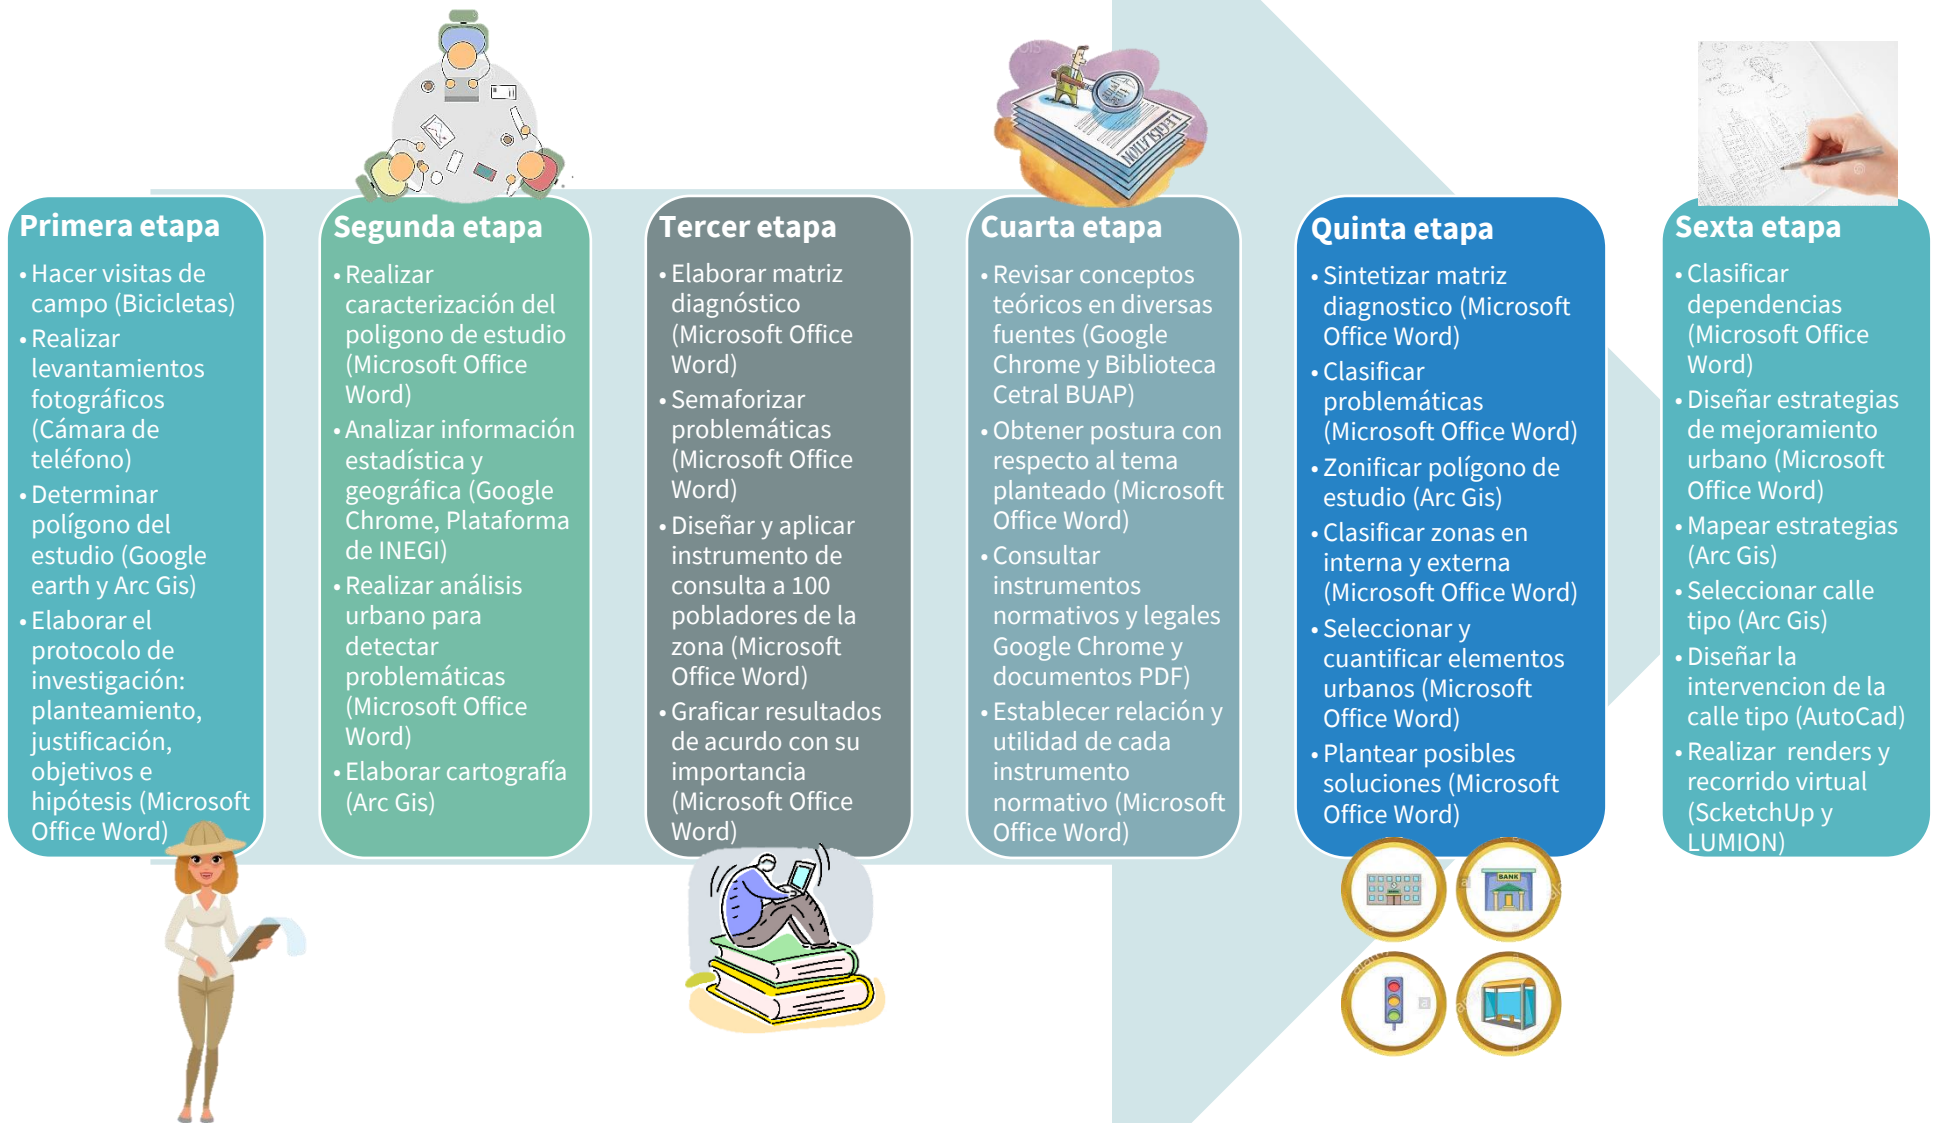 Primera etapa
• Hacer visitas de
campo (Bicicletas)
• Realizar
levantamientos
fotográficos
(Cámara de
teléfono)
• Determinar
polígono del
estudio (Google
earth y Arc Gis)
• Elaborar el
protocolo de
investigación:
planteamiento,
justificación,
objetivos e
hipótesis (Microsoft
Office Word)
Segunda etapa
• Realizar
caracterización del
poligono de estudio
(Microsoft Office
Word)
• Analizar información
estadística y
geográfica (Google
Chrome, Plataforma
de INEGI)
• Realizar análisis
urbano para
detectar
problemáticas
(Microsoft Office
Word)
• Elaborar cartografía
(Arc Gis)
Tercer etapa
• Elaborar matriz
diagnóstico
(Microsoft Office
Word)
• Semaforizar
problemáticas
(Microsoft Office
Word)
• Diseñar y aplicar
instrumento de
consulta a 100
pobladores de la
zona (Microsoft
Office Word)
• Graficar resultados
de acurdo con su
importancia
(Microsoft Office
Word)
LEGISLATION
Cuarta etapa
• Revisar conceptos
teóricos en diversas
fuentes (Google
Chrome y Biblioteca
Cetral BUAP)
• Obtener postura con
respecto al tema
planteado (Microsoft
Office Word)
• Consultar
instrumentos
normativos y legales
Google Chrome y
documentos PDF)
• Establecer relación y
utilidad de cada
instrumento
normativo (Microsoft
Office Word)
Quinta etapa
• Sintetizar matriz
diagnostico (Microsoft
Office Word)
• Clasificar
problemáticas
(Microsoft Office Word)
• Zonificar polígono de
estudio (Arc Gis)
• Clasificar zonas en
interna y externa
(Microsoft Office Word)
• Seleccionar y
cuantificar elementos
urbanos (Microsoft
Office Word)
• Plantear posibles
soluciones (Microsoft
Office Word)
BANK
Sexta etapa
• Clasificar
dependencias
(Microsoft Office
Word)
• Diseñar estrategias
de mejoramiento
urbano (Microsoft
Office Word)
• Mapear estrategias
(Arc Gis)
• Seleccionar calle
tipo (Arc Gis)
• Diseñar la
intervencion de la
calle tipo (AutoCad)
• Realizar renders y
recorrido virtual
(ScketchUp y
LUMION)